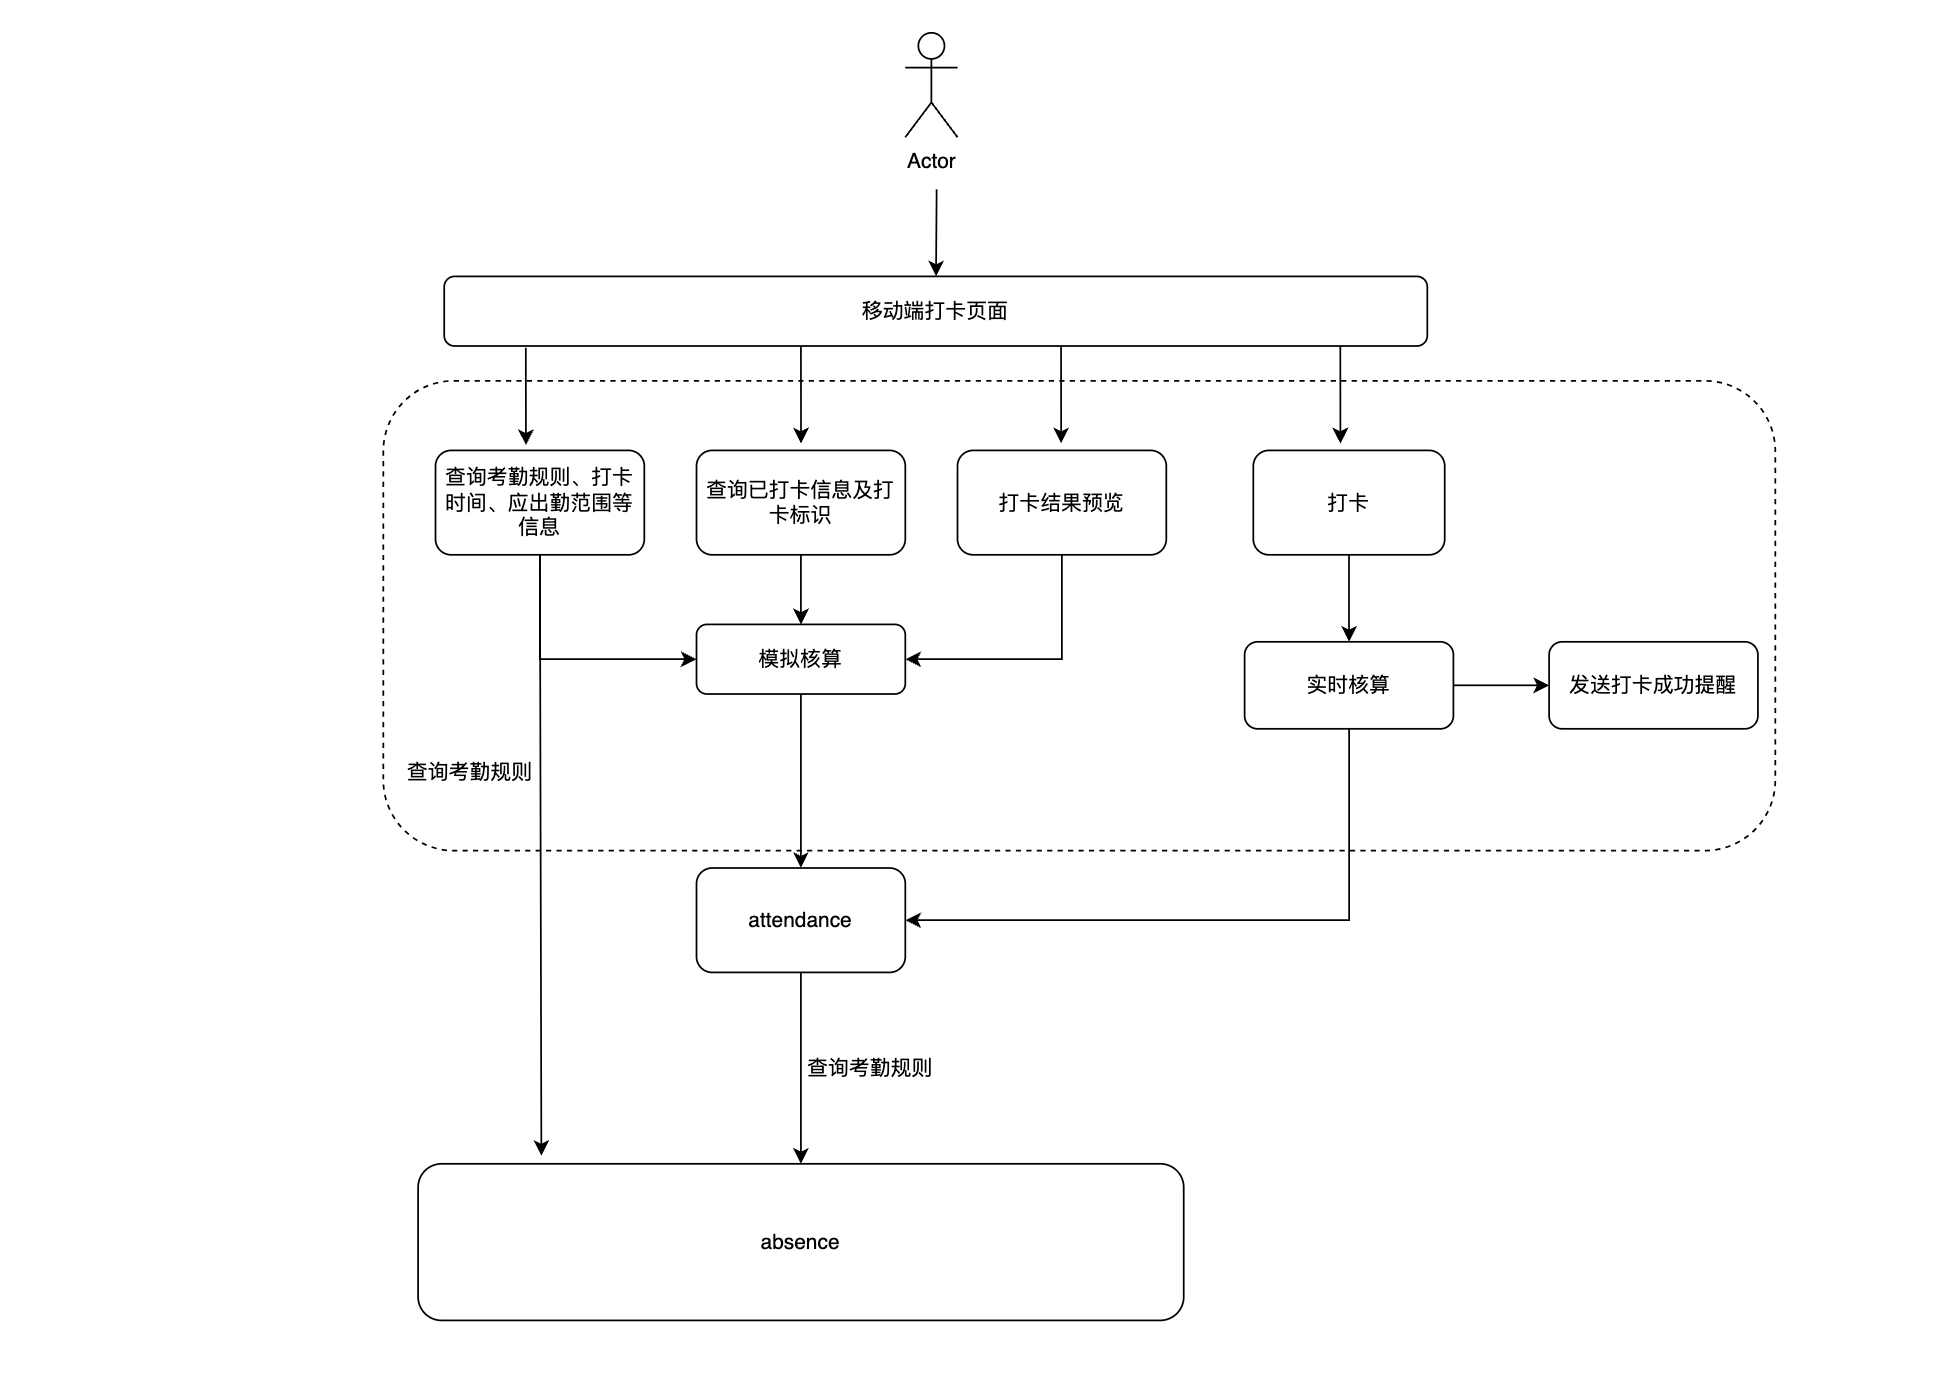 Actor
移动端打卡页面
查询考勤规则、打卡
时间、应出勤范围等
信息
查询已打卡信息及打
卡标识
打卡结果预览
打卡
模拟核算
实时核算
发送打卡成功提醒
查询考勤规则
attendance
查询考勤规则
absence